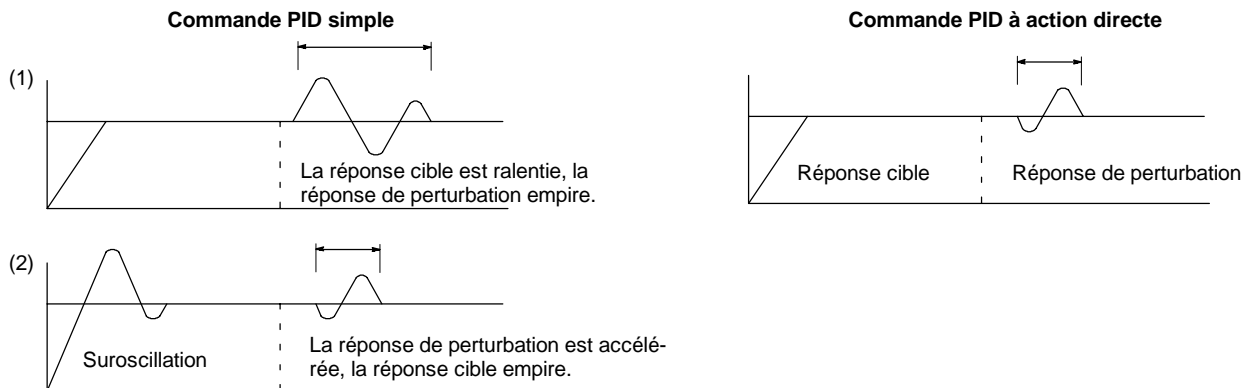 Commande PID simple
Commande PID à action directe
(1)
La réponse cible est ralentie, la
réponse de perturbation empire.
Réponse cible
Réponse de perturbation
(2)
Suroscillation
La réponse de perturbation est accélé-
rée, la réponse cible empire.